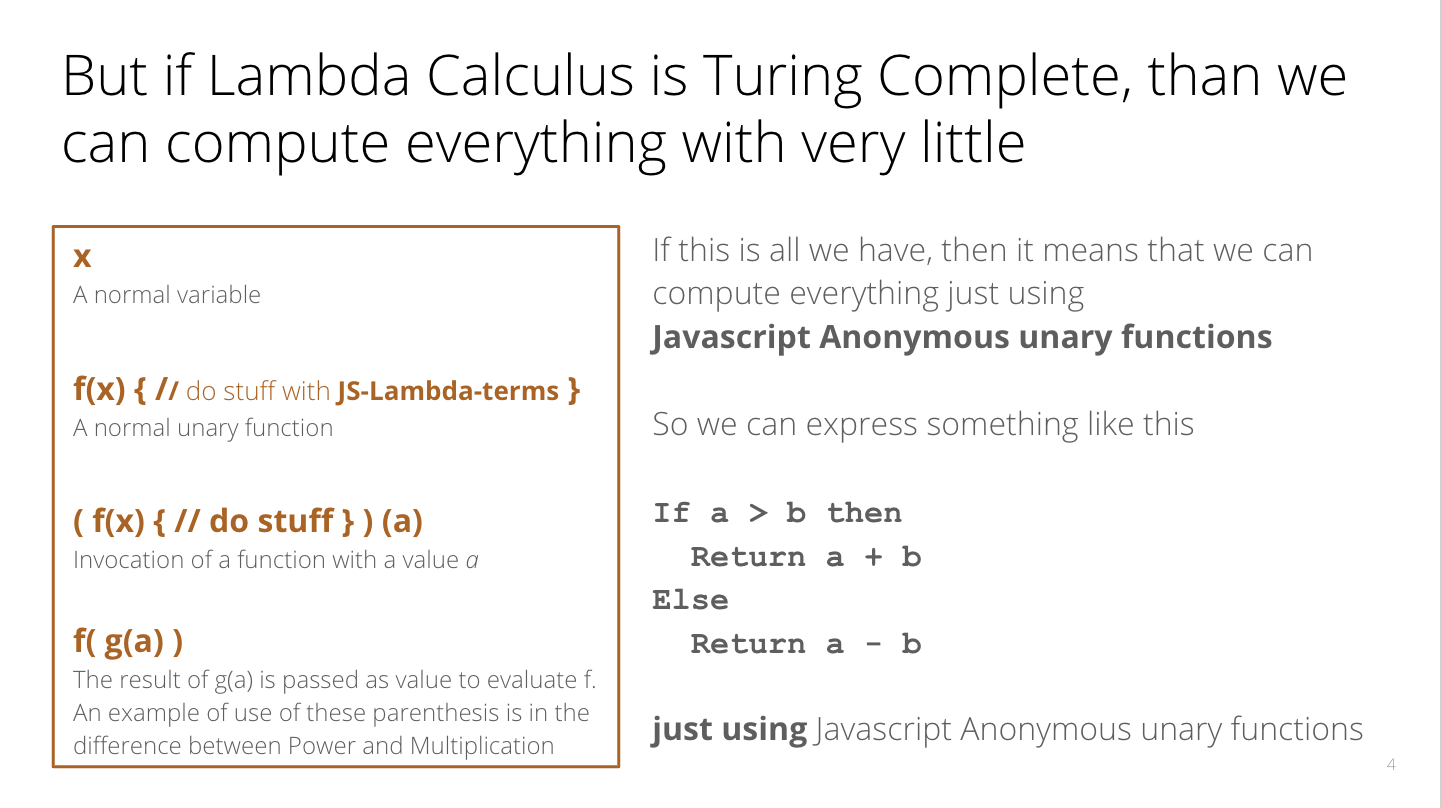 But if Lambda Calculus is Turing Complete, than we
can compute everything with very little
x
A normal variable
f(x) { // do stuff with JS-Lambda-terms }
A normal unary function
( f(x) { // do stuff } ) (a)
Invocation of a function with a value a
f( g(a) )
The result of g(a) is passed as value to evaluate f.
An example of use of these parenthesis is in the
difference between Power and Multiplication
If this is all we have, then it means that we can
compute everything just using
Javascript Anonymous unary functions
So we can express something like this
If a > b then
  Return a + b
Else
  Return a - b
just using Javascript Anonymous unary functions
4